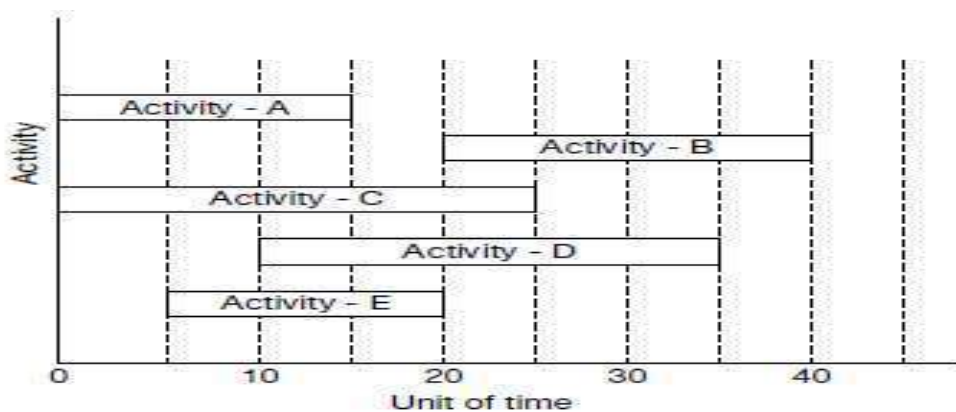 Activity
Activity - A
Activity - B
Activity - C
Activity - D
Activity - E
0 10 20 30 40
Unit of time